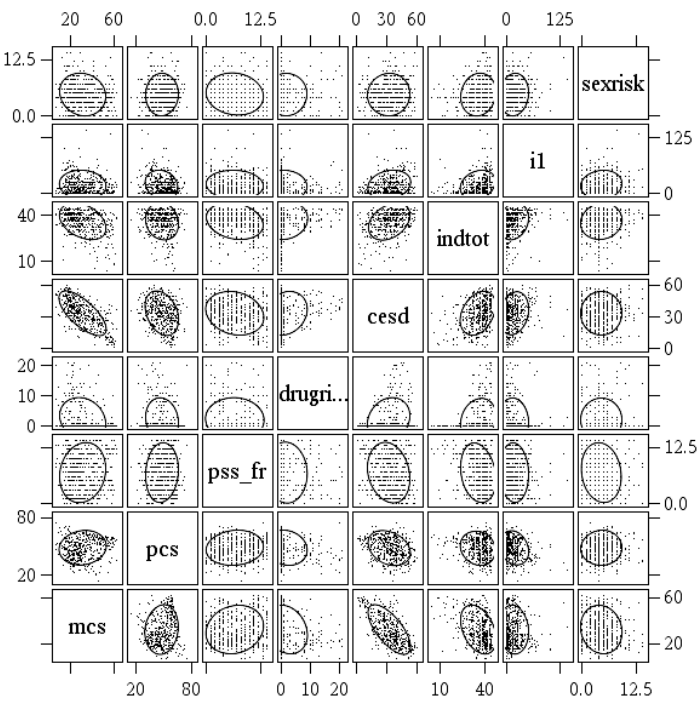 20 60 0.0 12.5 0 30 60 0 125
12.5 sexrisk
0.0
i1 125
0
40 indtot
10
cesd 60
30
0
20 drugri...
10
0
pss_fr 12.5
0.0
80 pcs
20
mcs 60
20
20 80 0 10 20 10 40 0.0 12.5